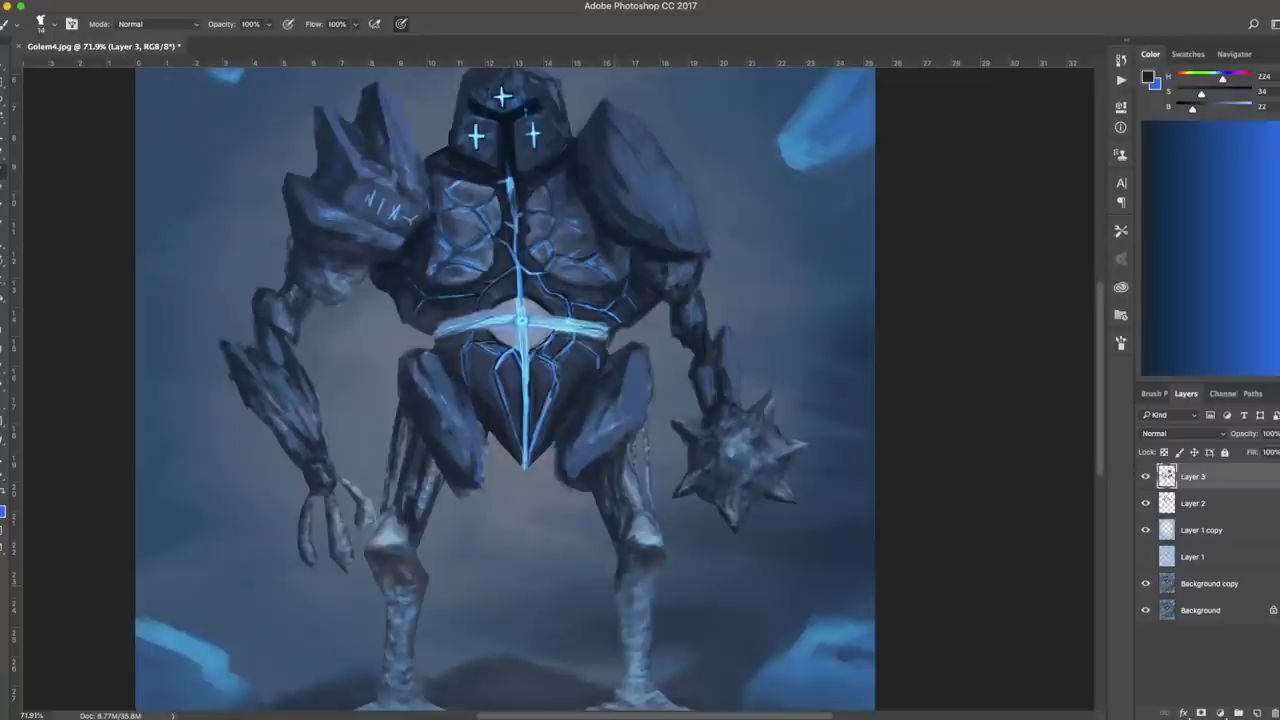 Adobe Photoshop CC 2017
14 Mode: Normal Opacity: 100% Flow: 100%
Golem4.jpg @ 71.9% (Layer 3, RGB/8*) *
Color Swatches Navigator
H 224
S 34
B 22
Brush P Layers Channe Paths
Kind
Normal Opacity: 100%
Lock: Fill: 100%
Layer 3
Layer 2
Layer 1 copy
Layer 1
Background copy
Background
71.91% Doc: 8.77M/35.8M